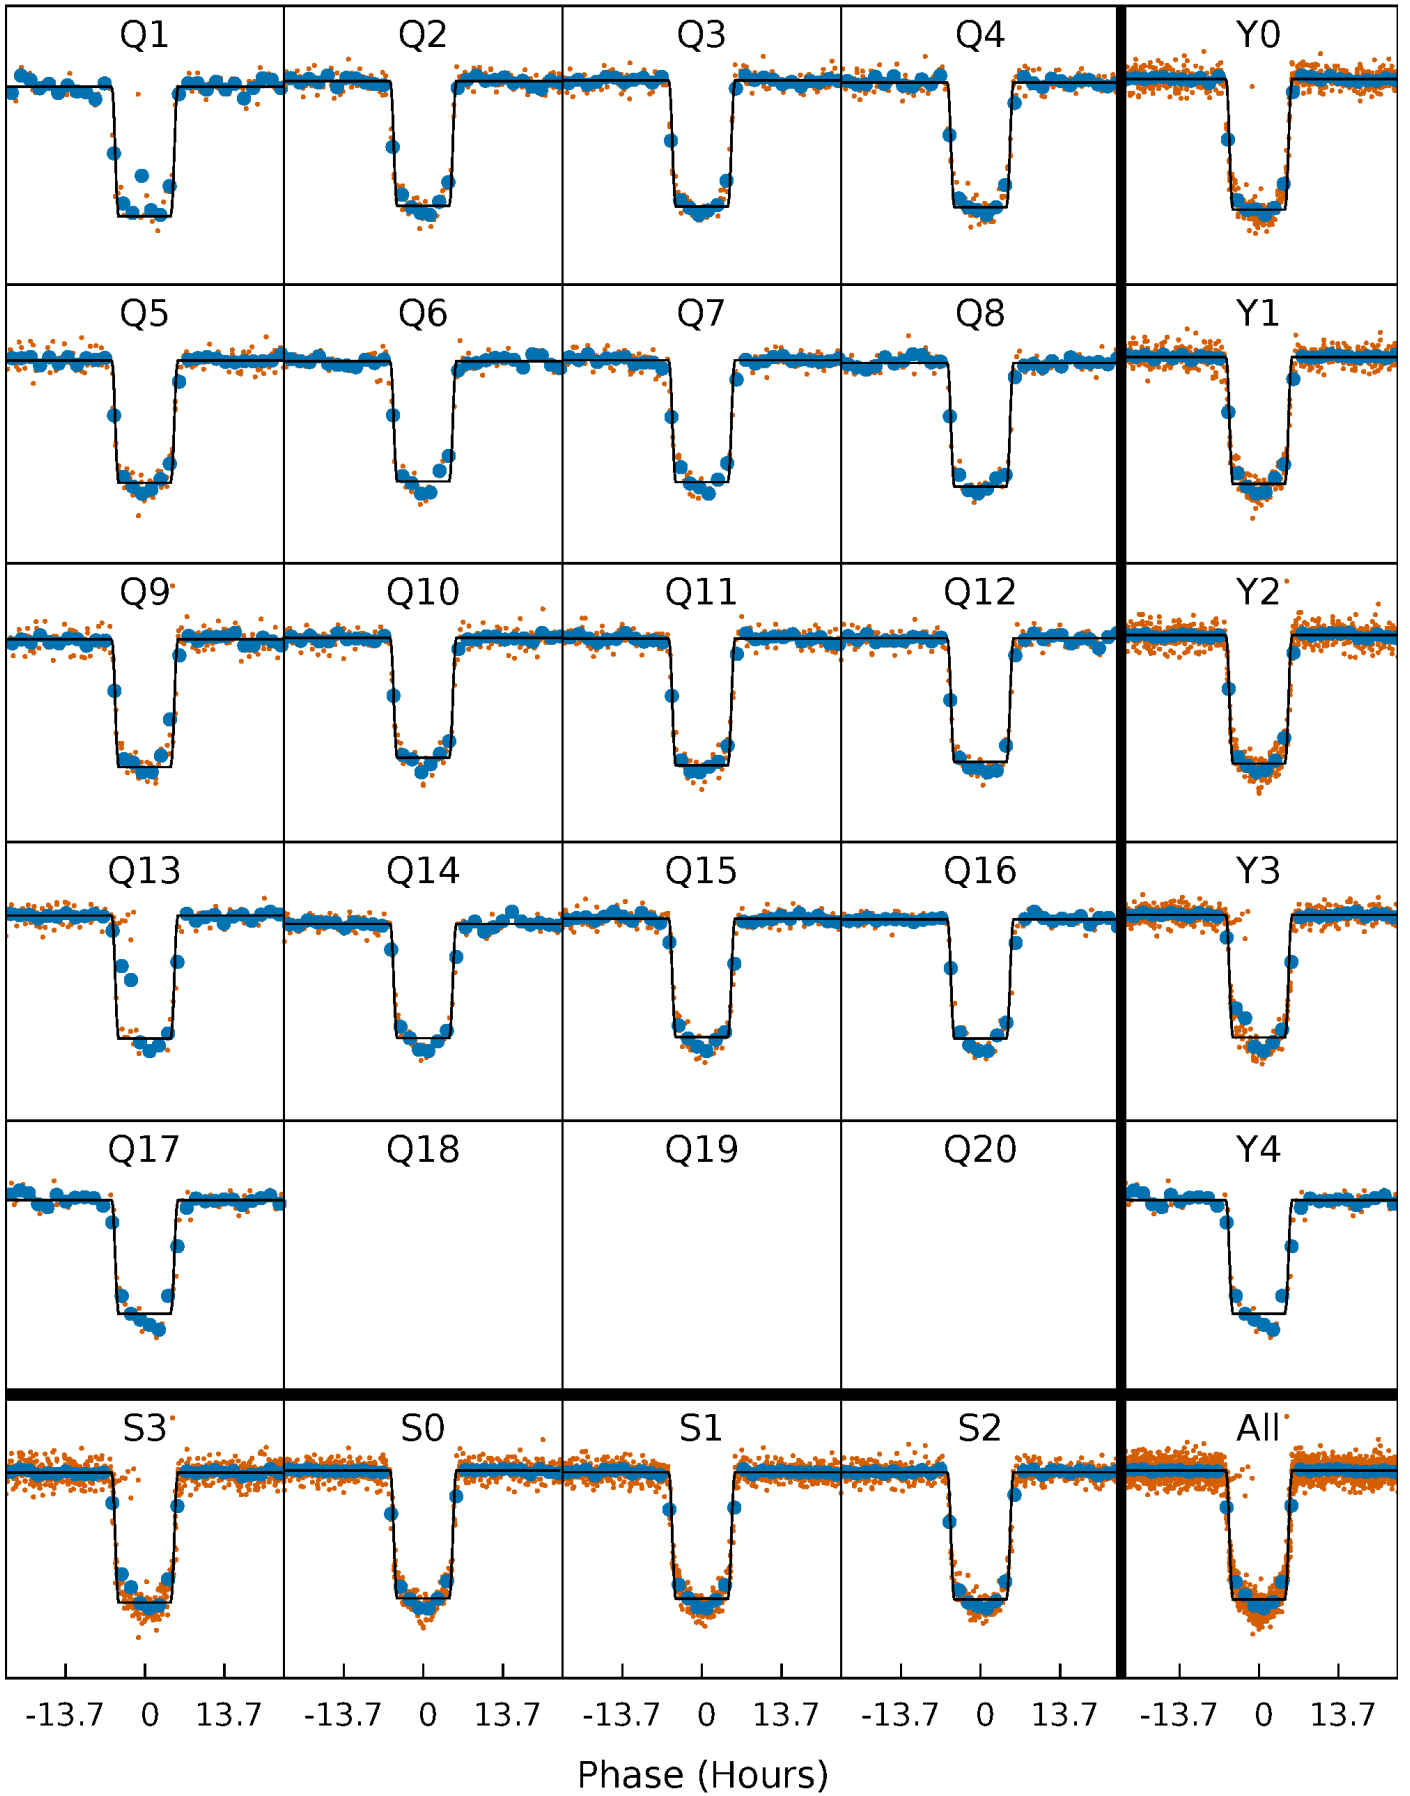 Q1 Q2 Q3 Q4 Y0
Q5 Q6 Q7 Q8 Y1
Q9 Q10 Q11 Q12 Y2
Q13 Q14 Q15 Q16 Y3
Q17 Q18 Q19 Q20 Y4
S3 S0 S1 S2 All
-13.7 0 13.7 -13.7 0 13.7 -13.7 0 13.7 -13.7 0 13.7 -13.7 0 13.7
Phase (Hours)